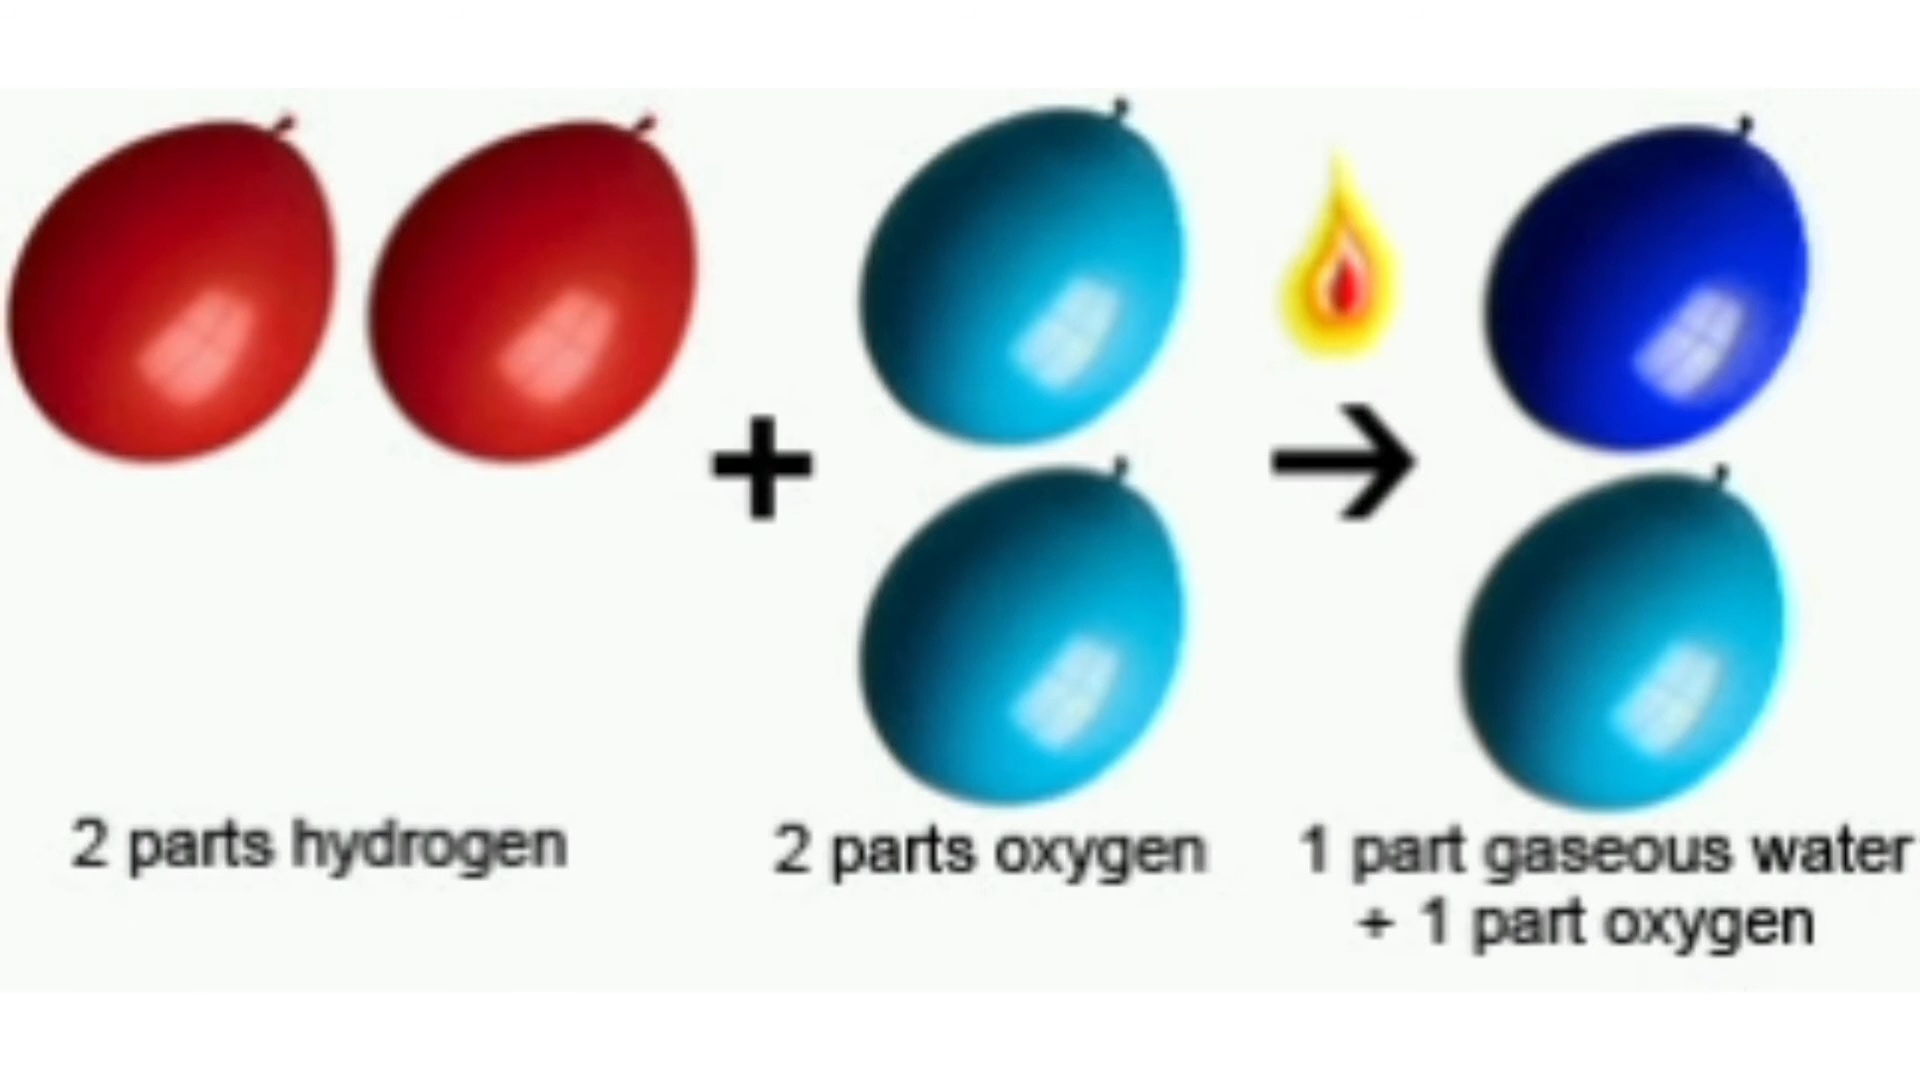 2 parts hydrogen
2 parts oxygen
1 part gaseous water
+ 1 part oxygen